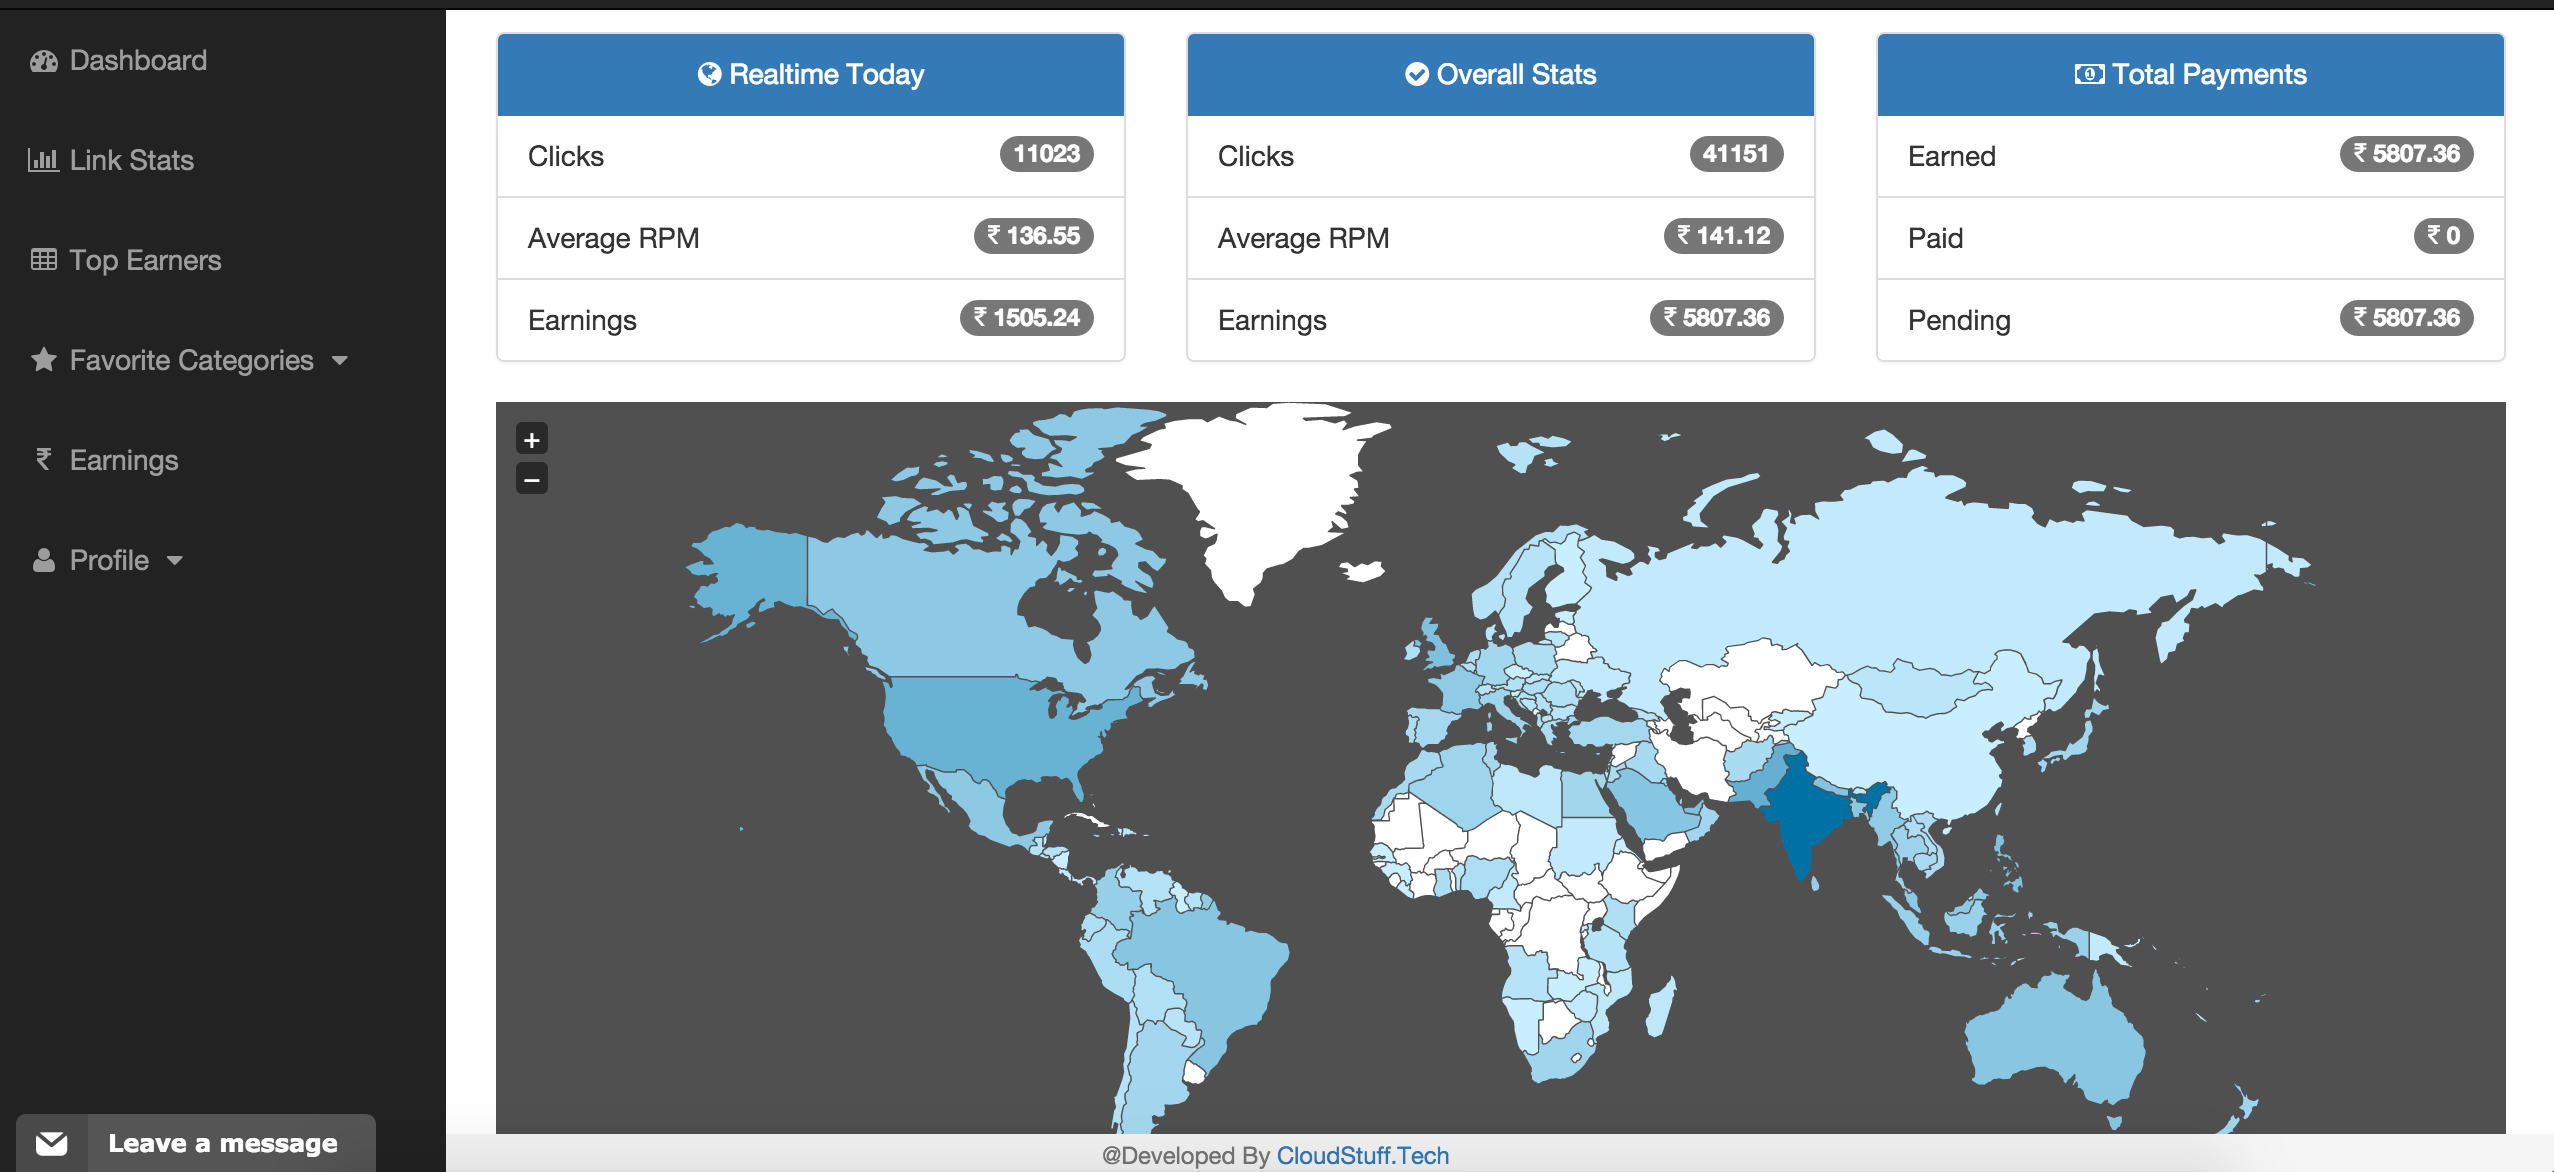 Dashboard
Link Stats
Top Earners
Favorite Categories
₹ Earnings
Profile
Leave a message
Realtime Today
Clicks 11023
Average RPM ₹ 136.55
Earnings ₹ 1505.24
Overall Stats
Clicks 41151
Average RPM ₹ 141.12
Earnings ₹ 5807.36
Total Payments
Earned ₹ 5807.36
Paid ₹ 0
Pending ₹ 5807.36
+
−
@Developed By CloudStuff.Tech